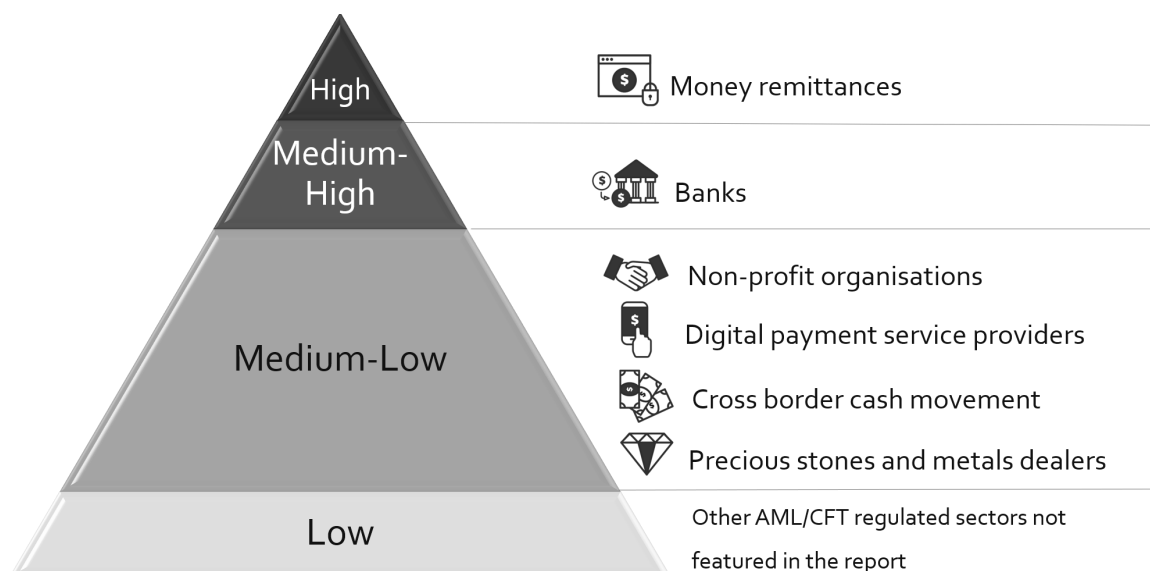 High
$
Money remittances
Medium-
High
$
$
Banks
Non-profit organisations
$
Digital payment service providers
Medium-Low
$
$
$
Cross border cash movement
Precious stones and metals dealers
Low
Other AML/CFT regulated sectors not
featured in the report